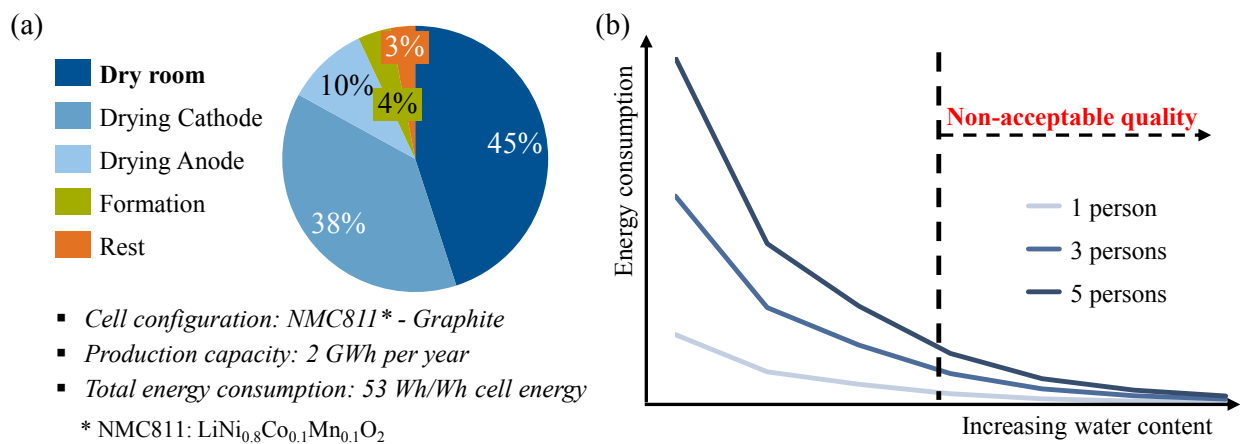 (a)
Dry room
Drying Cathode
Drying Anode
Formation
Rest
3%
10%
4%
45%
38%
▪ Cell configuration: NMC811* - Graphite
▪ Production capacity: 2 GWh per year
▪ Total energy consumption: 53 Wh/Wh cell energy
* NMC811: LiNi0.8Co0.1Mn0.1O2
(b)
Energy consumption
Non-acceptable quality
1 person
3 persons
5 persons
Increasing water content